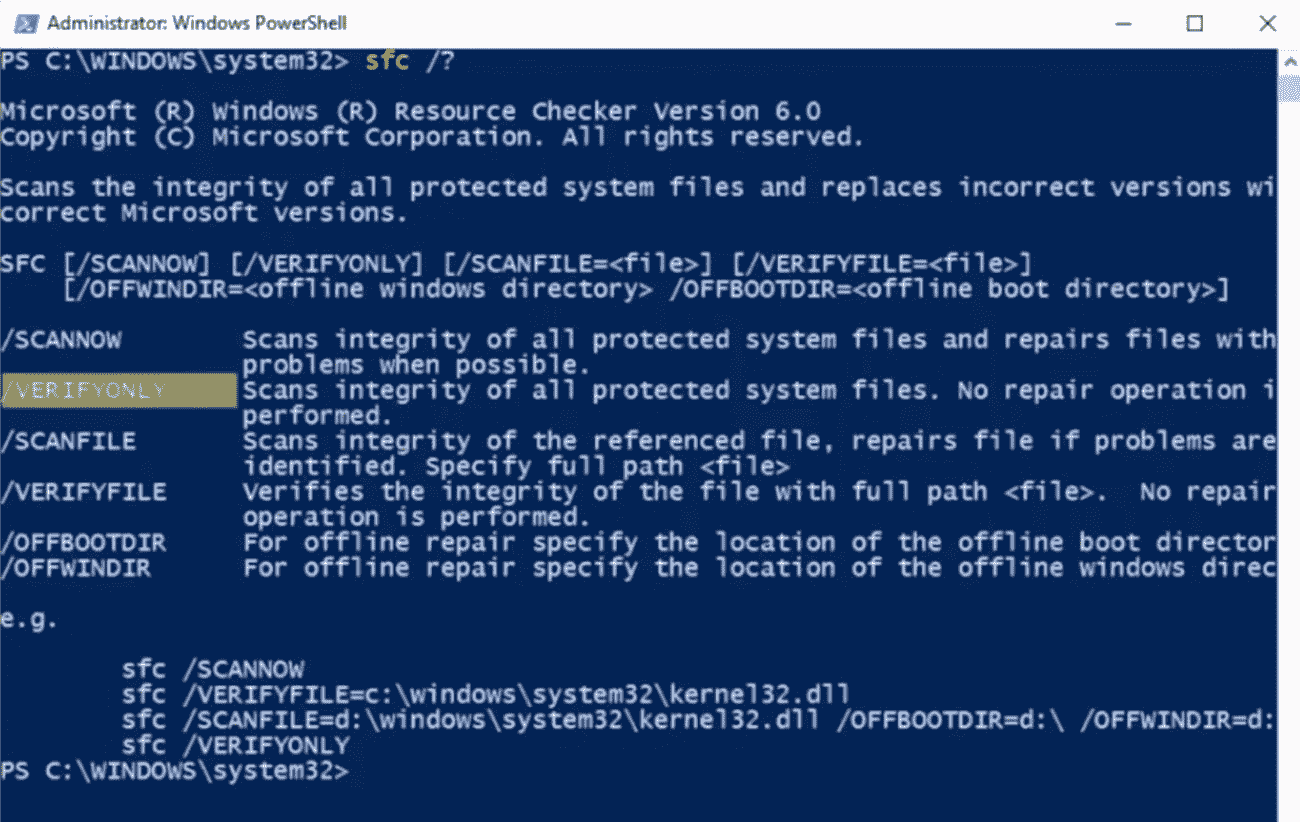 Administrator: Windows PowerShell
PS C:\WINDOWS\system32> sfc /?
Microsoft (R) Windows (R) Resource Checker Version 6.0
Copyright (C) Microsoft Corporation. All rights reserved.
Scans the integrity of all protected system files and replaces incorrect versions wi
correct Microsoft versions.
SFC [/SCANNOW] [/VERIFYONLY] [/SCANFILE=<file>] [/VERIFYFILE=<file>]
[/OFFWINDIR=<offline windows directory> /OFFBOOTDIR=<offline boot directory>]
/SCANNOW Scans integrity of all protected system files and repairs files with
problems when possible.
/VERIFYONLY Scans integrity of all protected system files. No repair operation i
performed.
/SCANFILE Scans integrity of the referenced file, repairs file if problems are
identified. Specify full path <file>
/VERIFYFILE Verifies the integrity of the file with full path <file>. No repair
operation is performed.
/OFFBOOTDIR For offline repair specify the location of the offline boot director
/OFFWINDIR For offline repair specify the location of the offline windows direc
e.g.
sfc /SCANNOW
sfc /VERIFYFILE=c:\windows\system32\kernel32.dll
sfc /SCANFILE=d:\windows\system32\kernel32.dll /OFFBOOTDIR=d:\ /OFFWINDIR=d:
sfc /VERIFYONLY
PS C:\WINDOWS\system32>